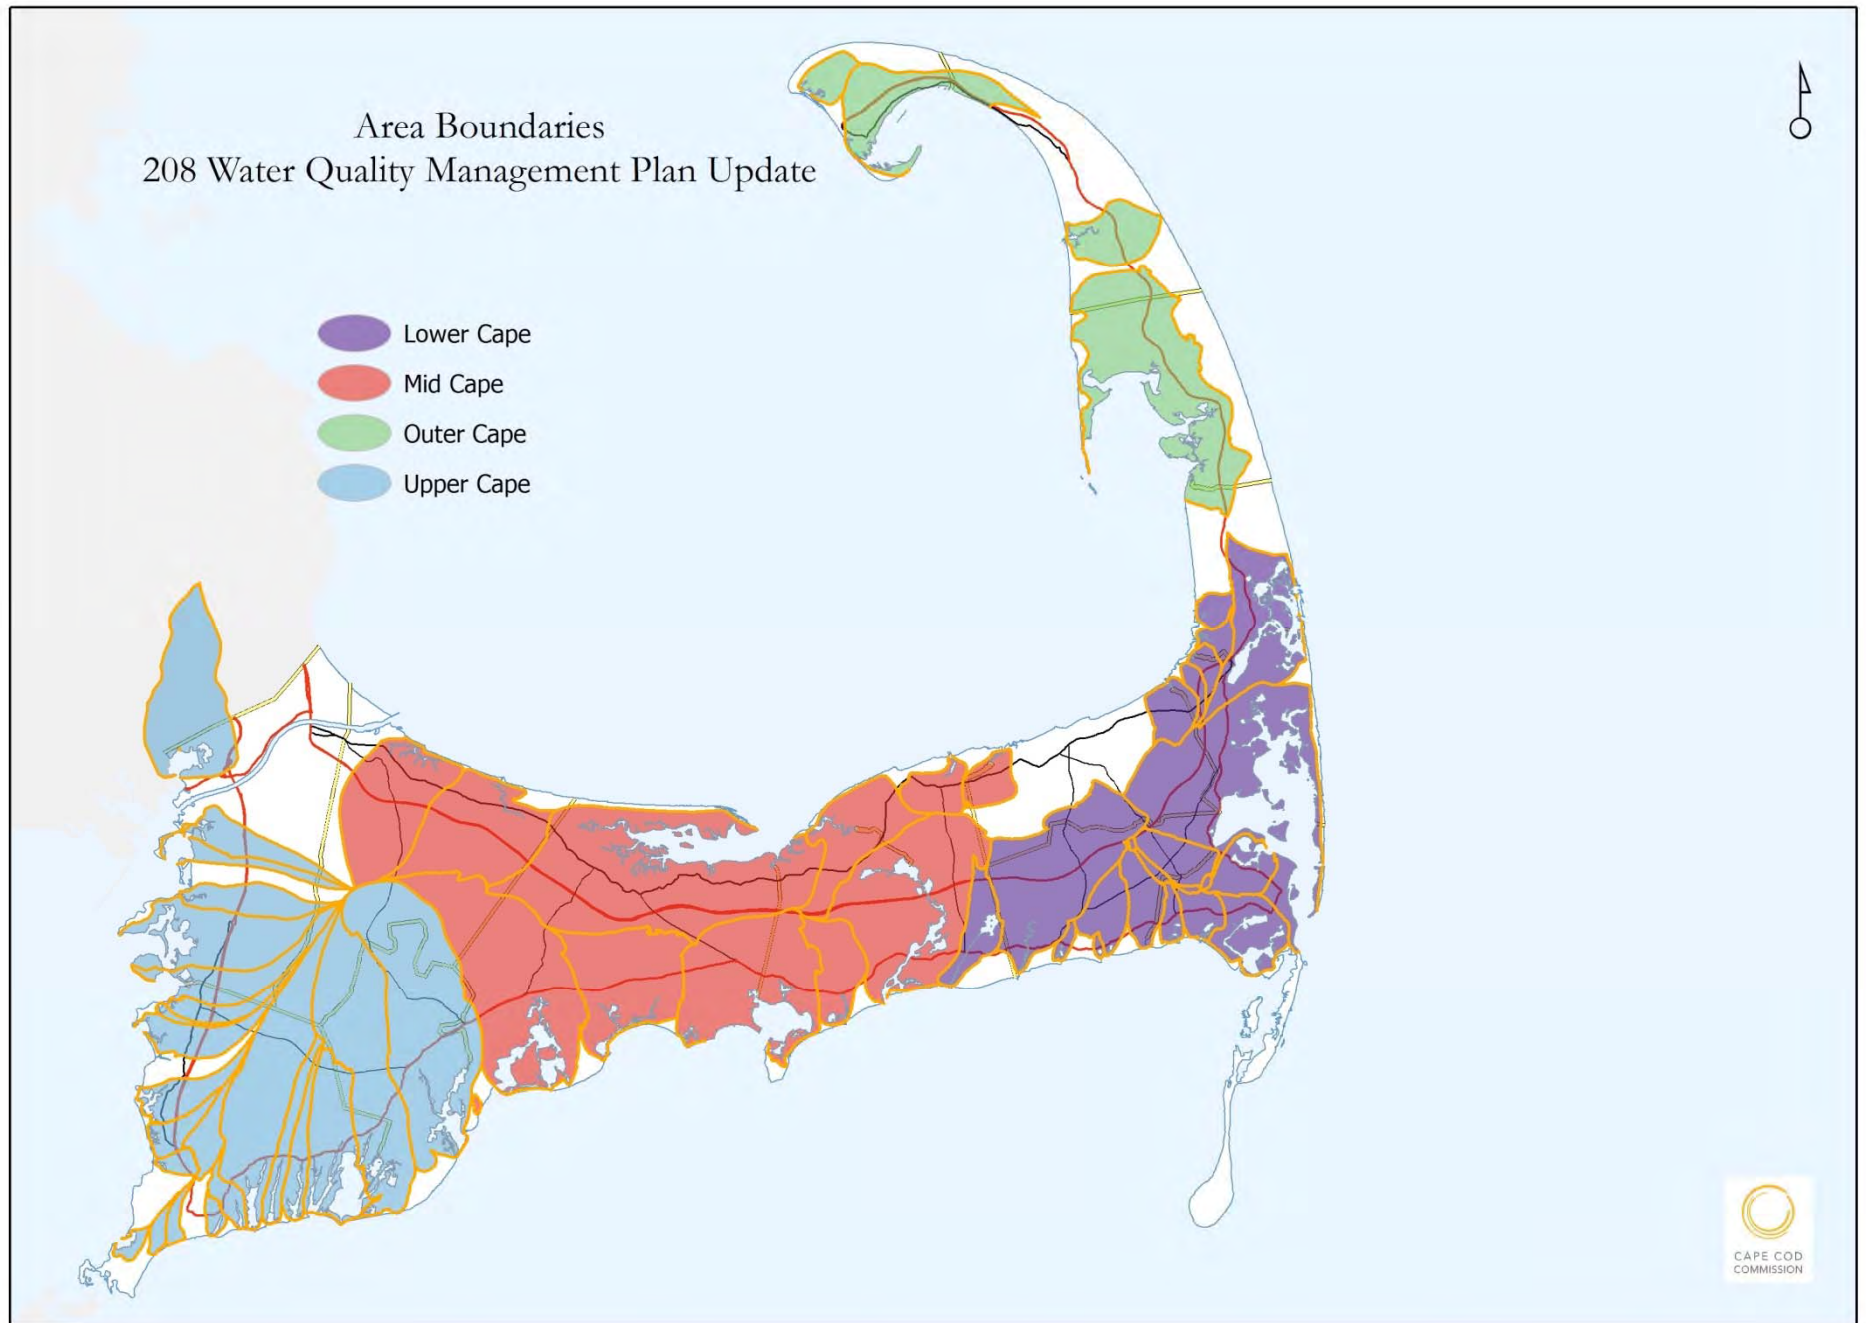 Area Boundaries
208 Water Quality Management Plan Update
Lower Cape
Mid Cape
Outer Cape
Upper Cape
CAPE COD
COMMISSION